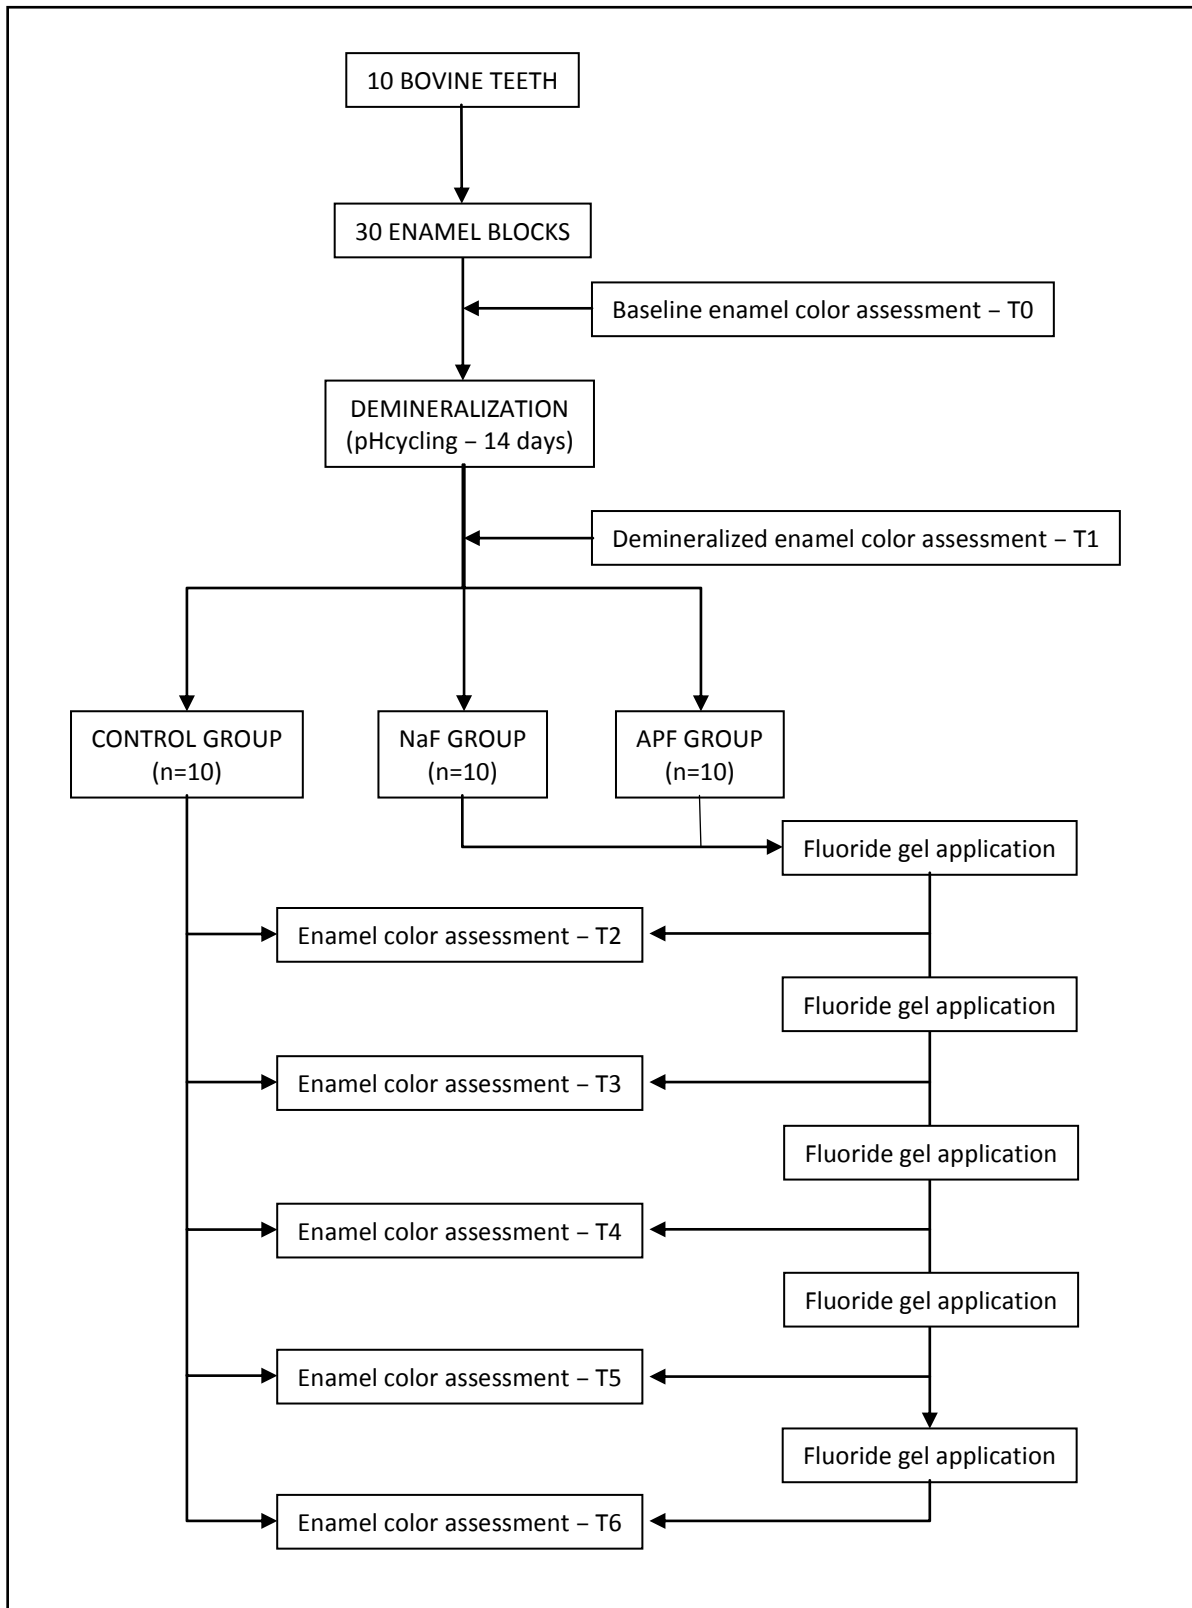 10 BOVINE TEETH
30 ENAMEL BLOCKS
Baseline enamel color assessment – T0
DEMINERALIZATION
(pHcycling – 14 days)
Demineralized enamel color assessment – T1
CONTROL GROUP
(n=10)
NaF GROUP
(n=10)
APF GROUP
(n=10)
Fluoride gel application
Enamel color assessment – T2
Fluoride gel application
Enamel color assessment – T3
Fluoride gel application
Enamel color assessment – T4
Fluoride gel application
Enamel color assessment – T5
Fluoride gel application
Enamel color assessment – T6